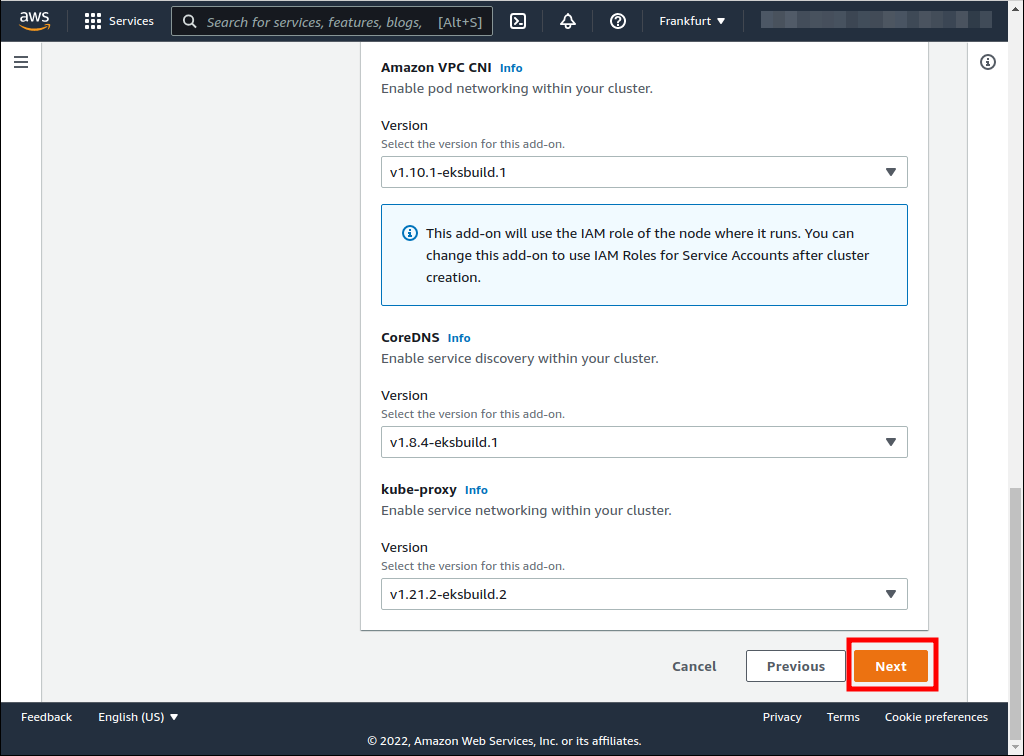 aws
Services
Search for services, features, blogs, [Alt+S]
Frankfurt
Amazon VPC CNI Info
Enable pod networking within your cluster.
Version
Select the version for this add-on.
v1.10.1-eksbuild.1
This add-on will use the IAM role of the node where it runs. You can
change this add-on to use IAM Roles for Service Accounts after cluster
creation.
CoreDNS Info
Enable service discovery within your cluster.
Version
Select the version for this add-on.
v1.8.4-eksbuild.1
kube-proxy Info
Enable service networking within your cluster.
Version
Select the version for this add-on.
v1.21.2-eksbuild.2
Cancel
Previous
Next
Feedback
English (US)
Privacy
Terms
Cookie preferences
© 2022, Amazon Web Services, Inc. or its affiliates.